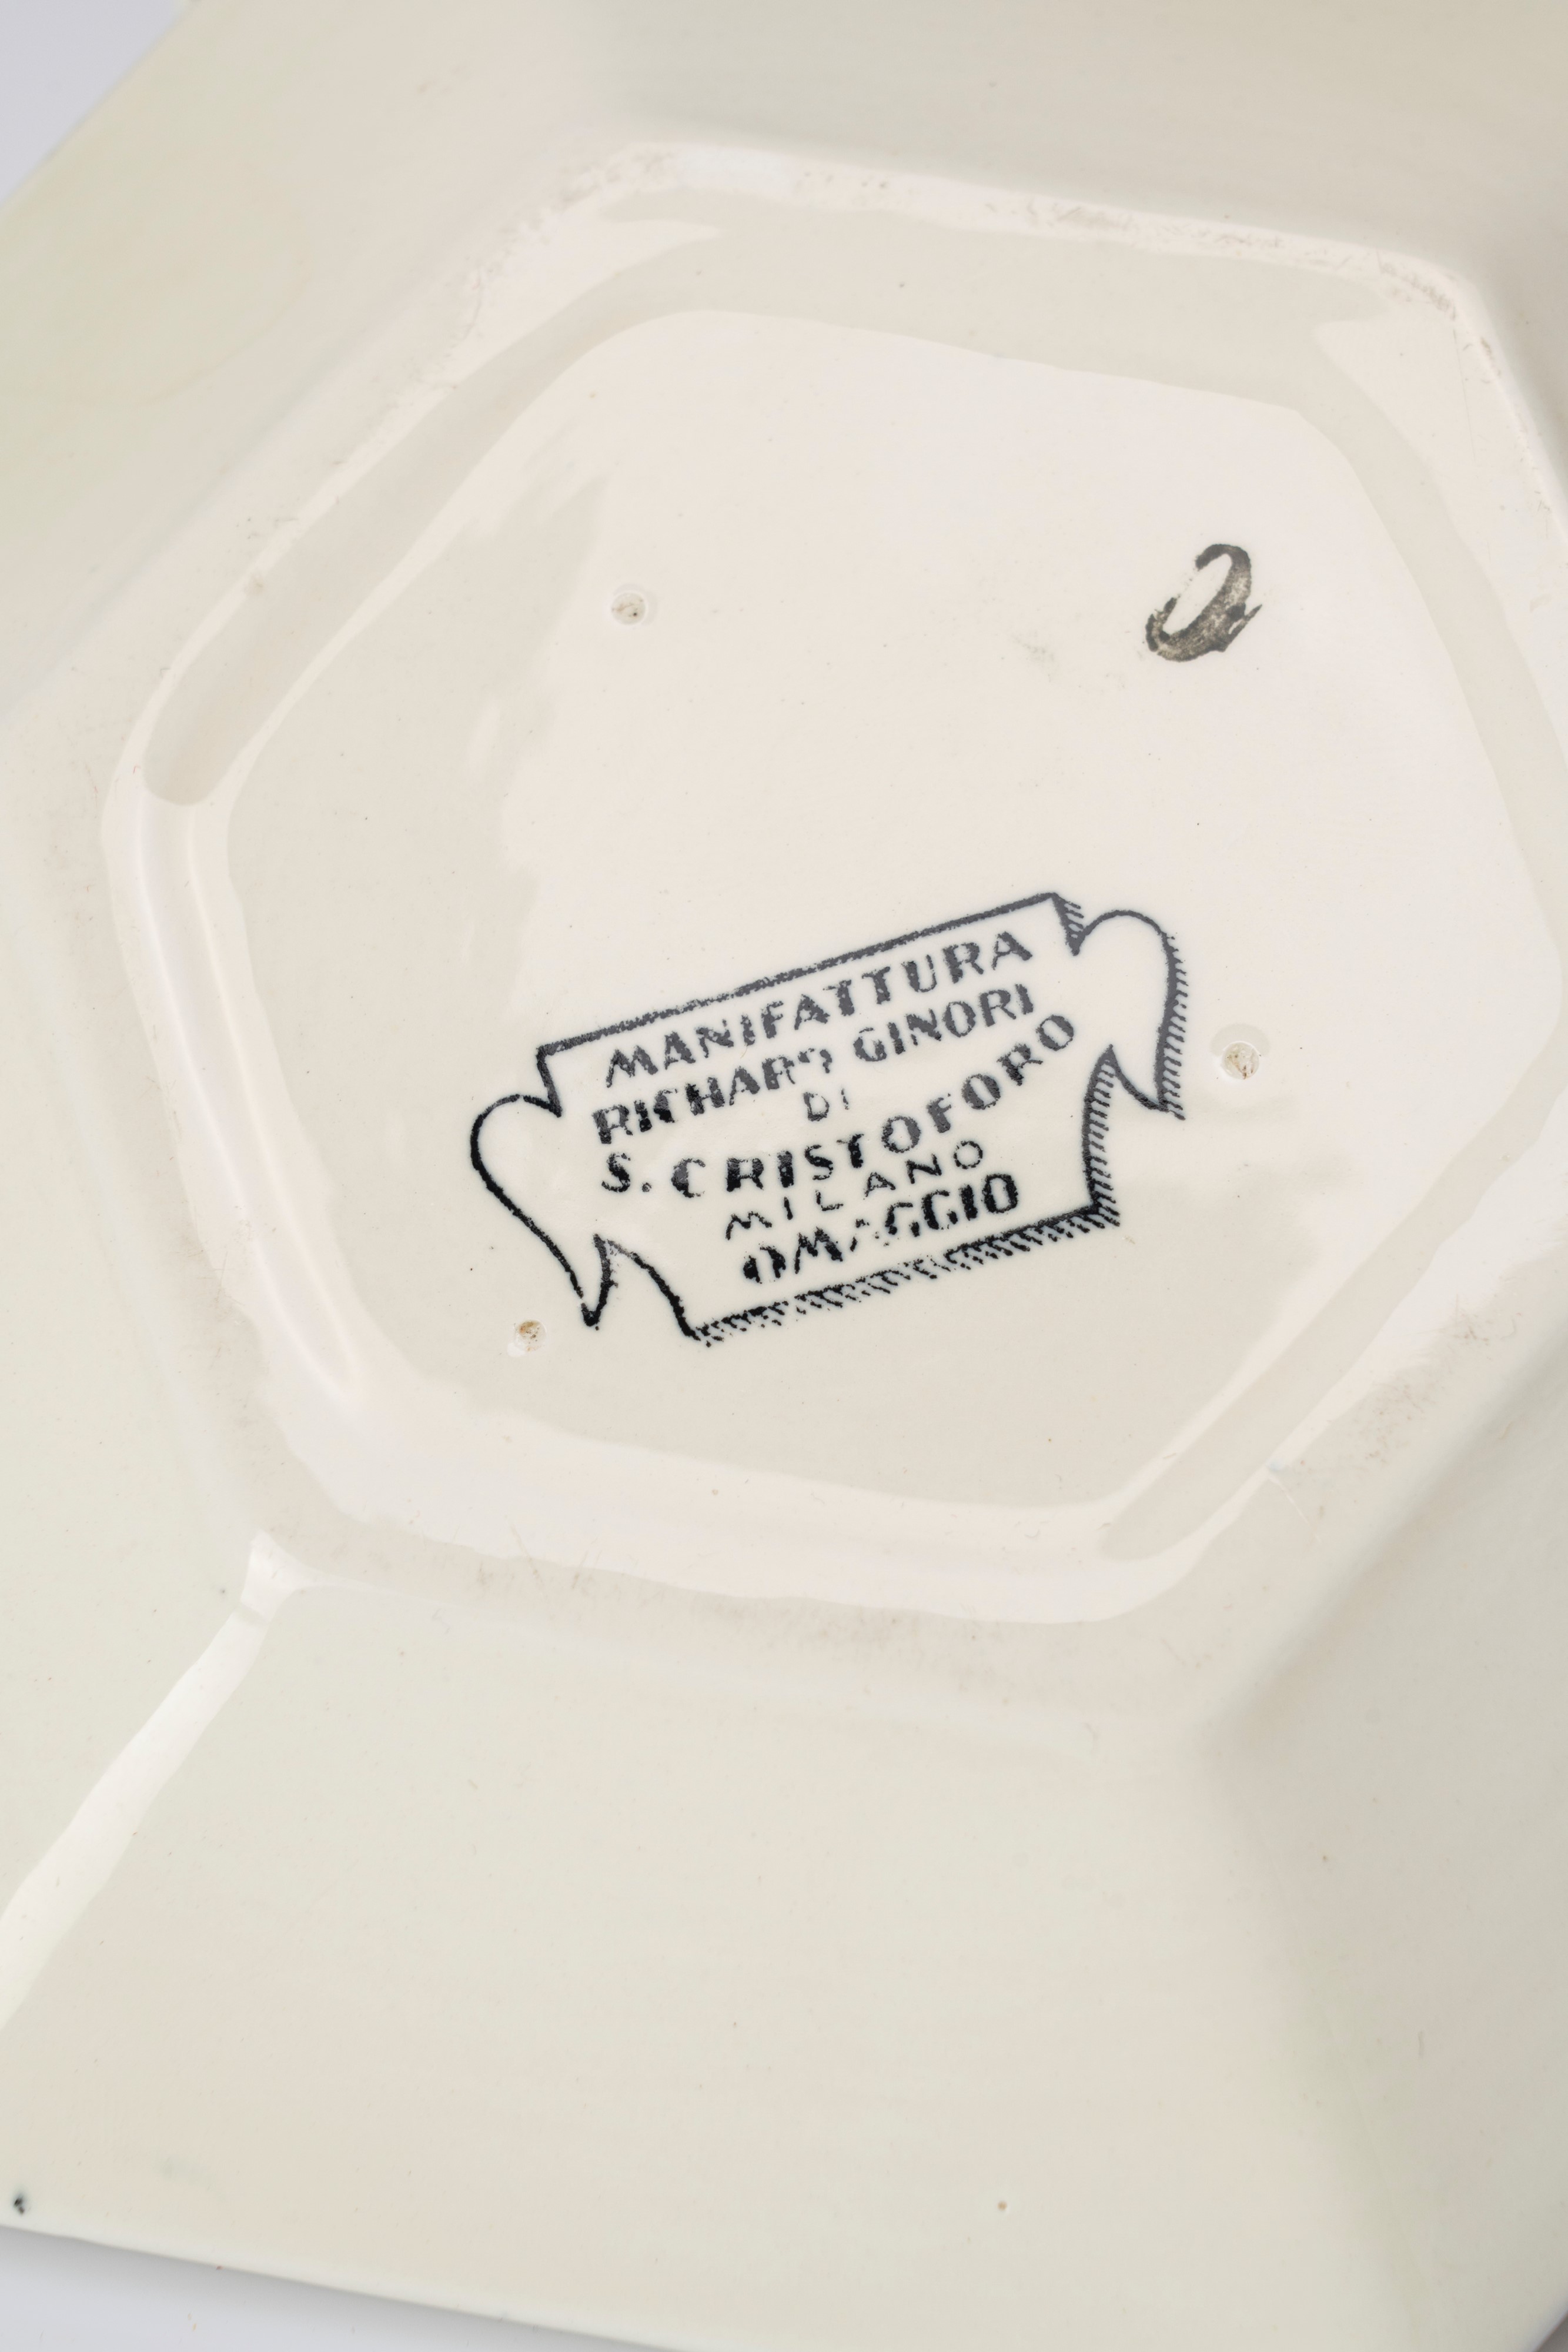 O
MANIFATTURA
RICHARD GINORI
DI
S. CRISTOFORO
MILANO
OMAGGIO